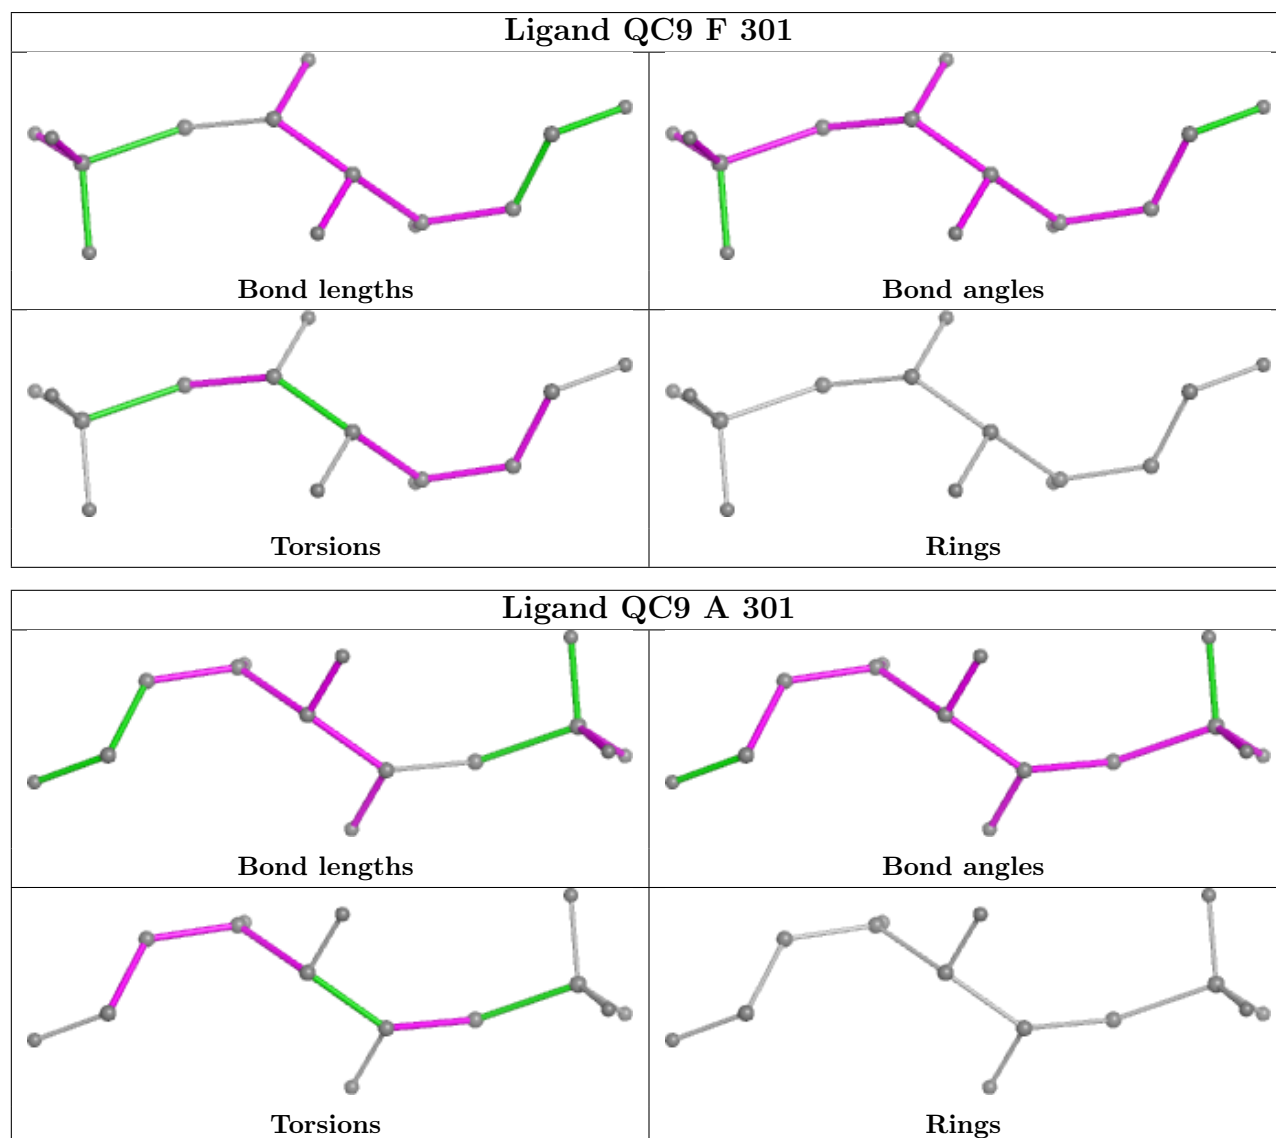 Ligand QC9 F 301
Bond lengths
Bond angles
Torsions
Rings
Ligand QC9 A 301
Bond lengths
Bond angles
Torsions
Rings